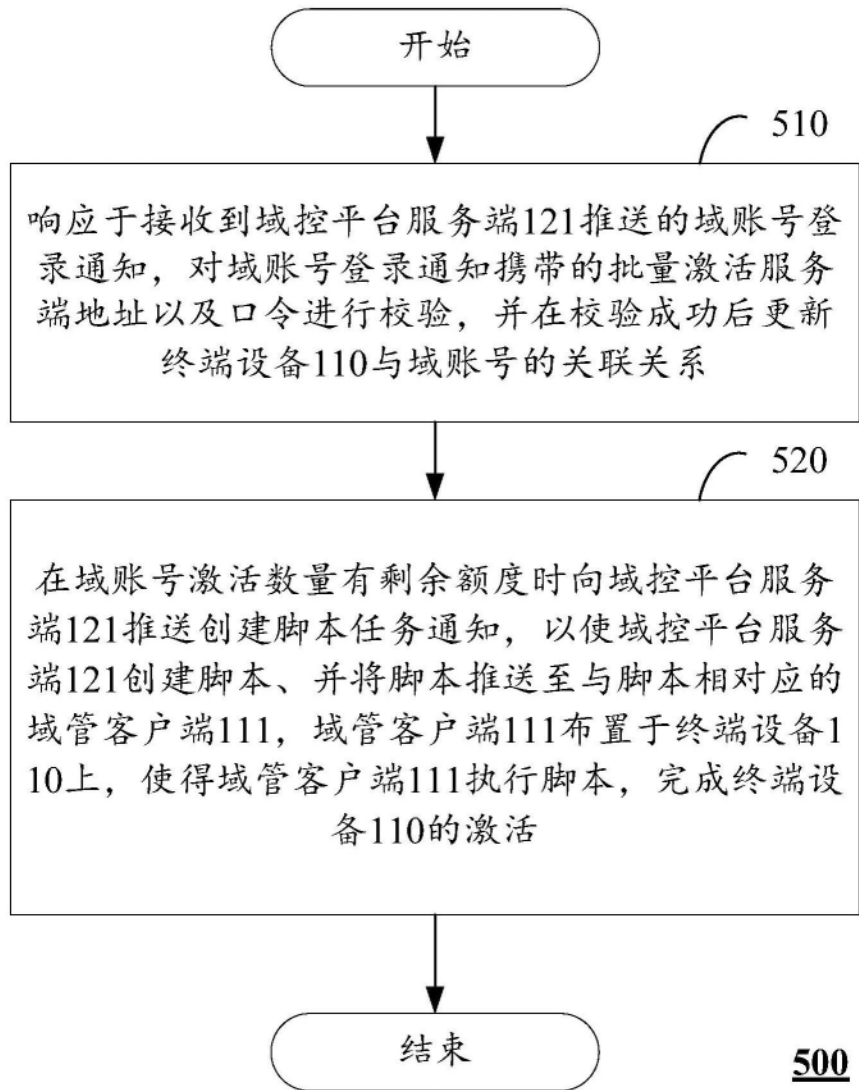 开始
510
响应于接收到域控平台服务端121推送的域账号登
录通知，对域账号登录通知携带的批量激活服务
端地址以及口令进行校验，并在校验成功后更新
终端设备110与域账号的关联关系
520
在域账号激活数量有剩余额度时向域控平台服务
端121推送创建脚本任务通知，以使域控平台服务
端121创建脚本、并将脚本推送至与脚本相对应的
域管客户端111，域管客户端111布置于终端设备1
10上，使得域管客户端111执行脚本，完成终端设
备110的激活
结束
500